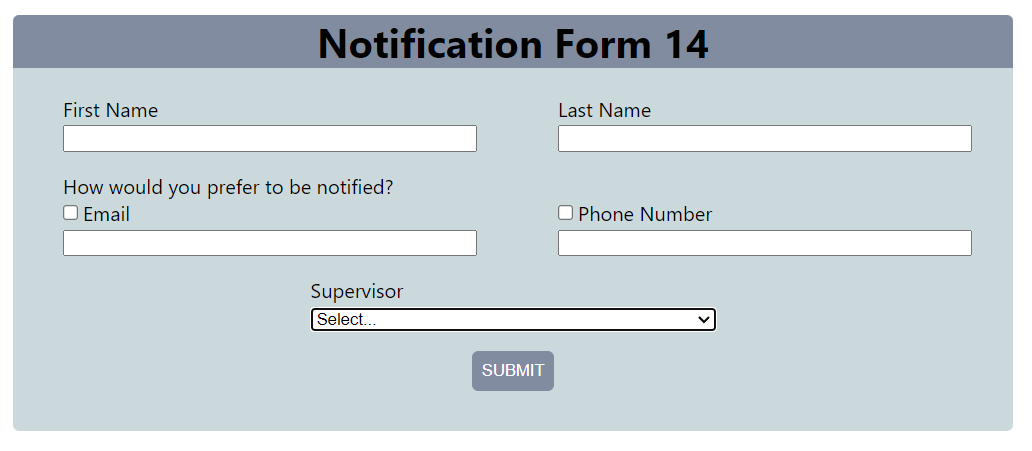 Notification Form 14
First Name
Last Name
How would you prefer to be notified?
Email
Phone Number
Supervisor
Select...
SUBMIT